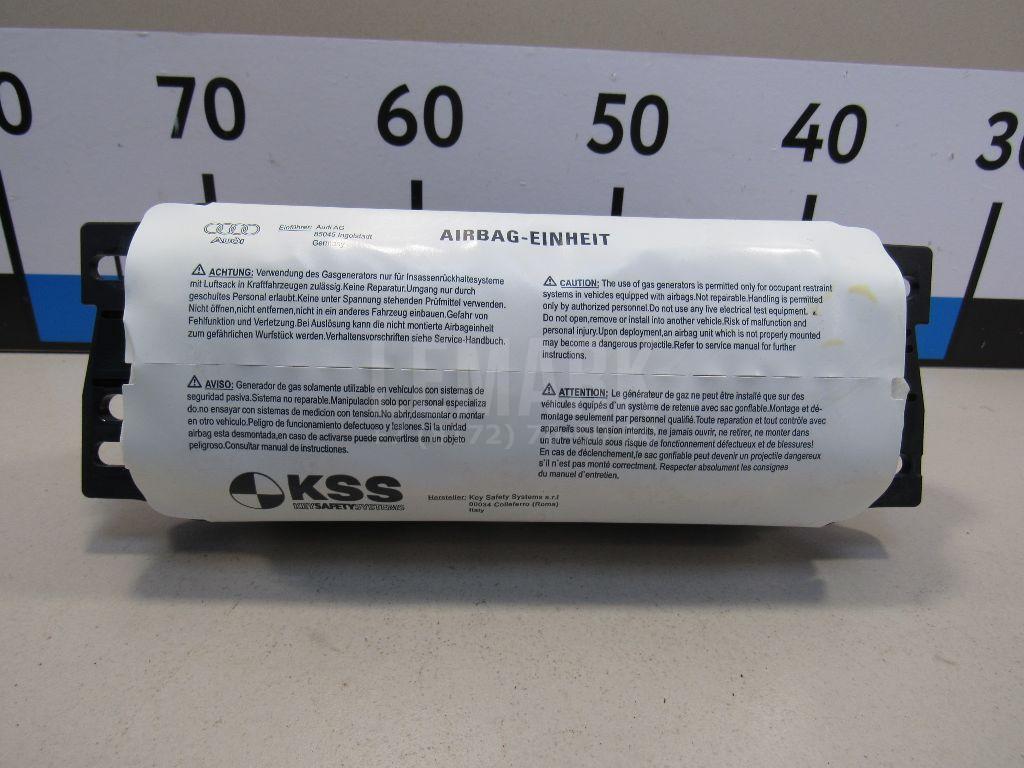 70 60 50 40 30
Audi
Einführer: Audi AG
85045 Ingolstadt
Germany
AIRBAG-EINHEIT
ACHTUNG: Verwendung des Gasgenerators nur für Insassenrückhaltesysteme
mit Luftsack in Kraftfahrzeugen zulässig.Keine Reparatur.Umgang nur durch
geschultes Personal erlaubt.Keine unter Spannung stehenden Prüfmittel verwenden.
Nicht öffnen,nicht entfernen,nicht in ein anderes Fahrzeug einbauen.Gefahr von
Fehlfunktion und Verletzung.Bei Auslösung kann die nicht montierte Airbageinheit
zum gefährlichen Wurfstück werden.Verhaltensvorschriften siehe Service-Handbuch.
CAUTION: The use of gas generators is permitted only for occupant restraint
systems in vehicles equipped with airbags.Not repairable.Handling is permitted
only by authorized personnel.Do not use any live electrical test equipment.
Do not open,remove or install into another vehicle.Risk of malfunction and
personal injury.Upon deployment,an airbag unit which is not properly mounted
may become a dangerous projectile.Refer to service manual for further
instructions.
AVISO: Generador de gas solamente utilizable en vehículos con sistemas de
seguridad pasiva.Sistema no reparable.Manipulacion solo por personal especializa
do.no ensayar con sistemas de medicion con tension.No abrir,desmontar o montar
en otro vehiculo.Peligro de funcionamiento defectuoso y lesiones.Si la unidad
airbag esta desmontada,en caso de activarse puede convertirse en un objeto
peligroso.Consultar manual de instrucciones.
ATTENTION: Le générateur de gaz ne peut être installé que sur des
véhicules équipés d'un système de retenue avec sac gonflable.Montage et dé-
montage seulement par personnel qualifié.Toute reparation et tout contrôle avec
appareils sous tension interdits, ne jamais ouvrir, ne retirer, ne monter dans
un autre véhicule sous risque de fonctionnement défectueux et de blessures!
En cas de déclenchement,le sac gonflable peut devenir un projectile dangereux
s'il n'est pas monté correctment. Respecter absolument les consignes
du manuel d'entretien.
KSS
KEYSAFETYSYSTEMS
Hersteller: Key Safety Systems s.r.l
00034 Colleferro (Roma)
Italy